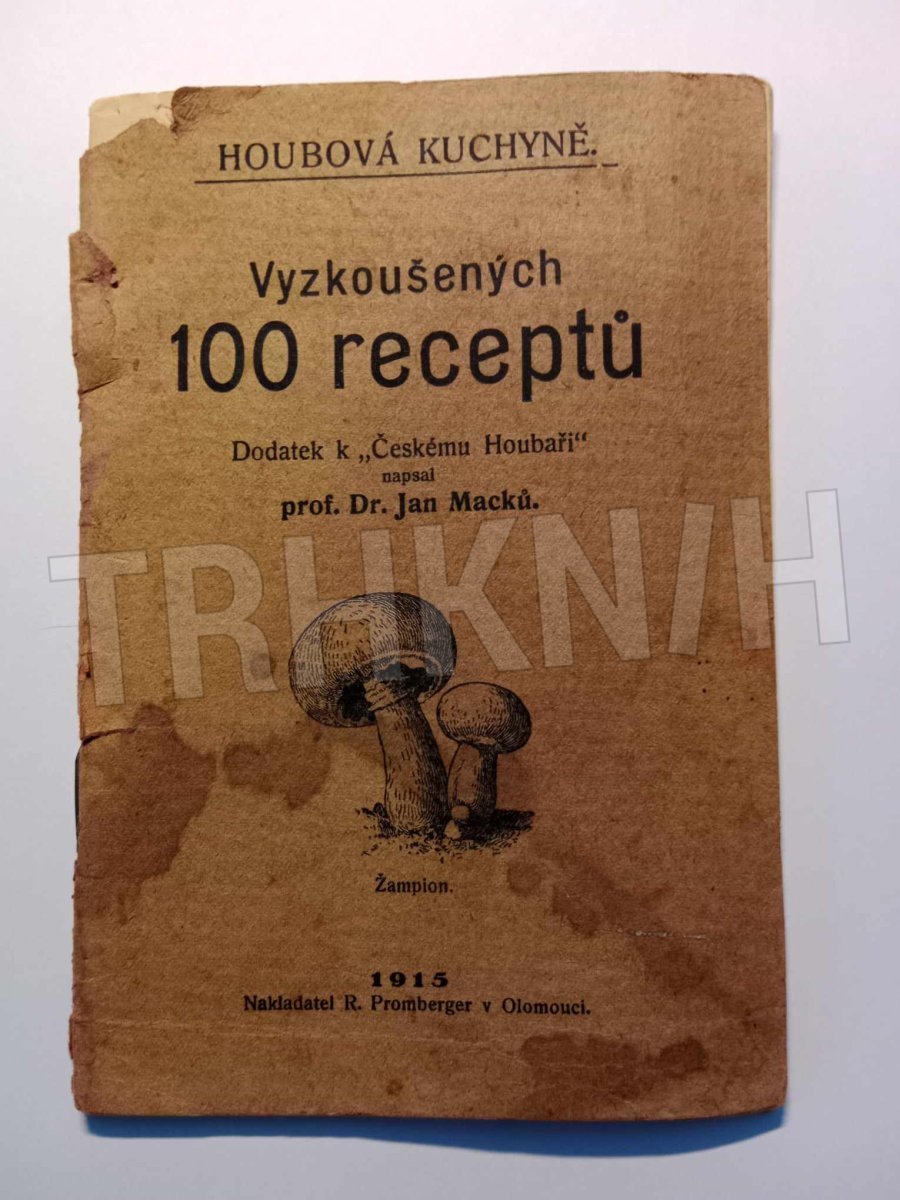 HOUBOVÁ KUCHYNĚ.
Vyzkoušených
100 receptů
Dodatek k „Českému Houbaři“
napsal
prof. Dr. Jan Macků.
TRHKNIH
Žampion.
1915
Nakladatel R. Promberger v Olomouci.